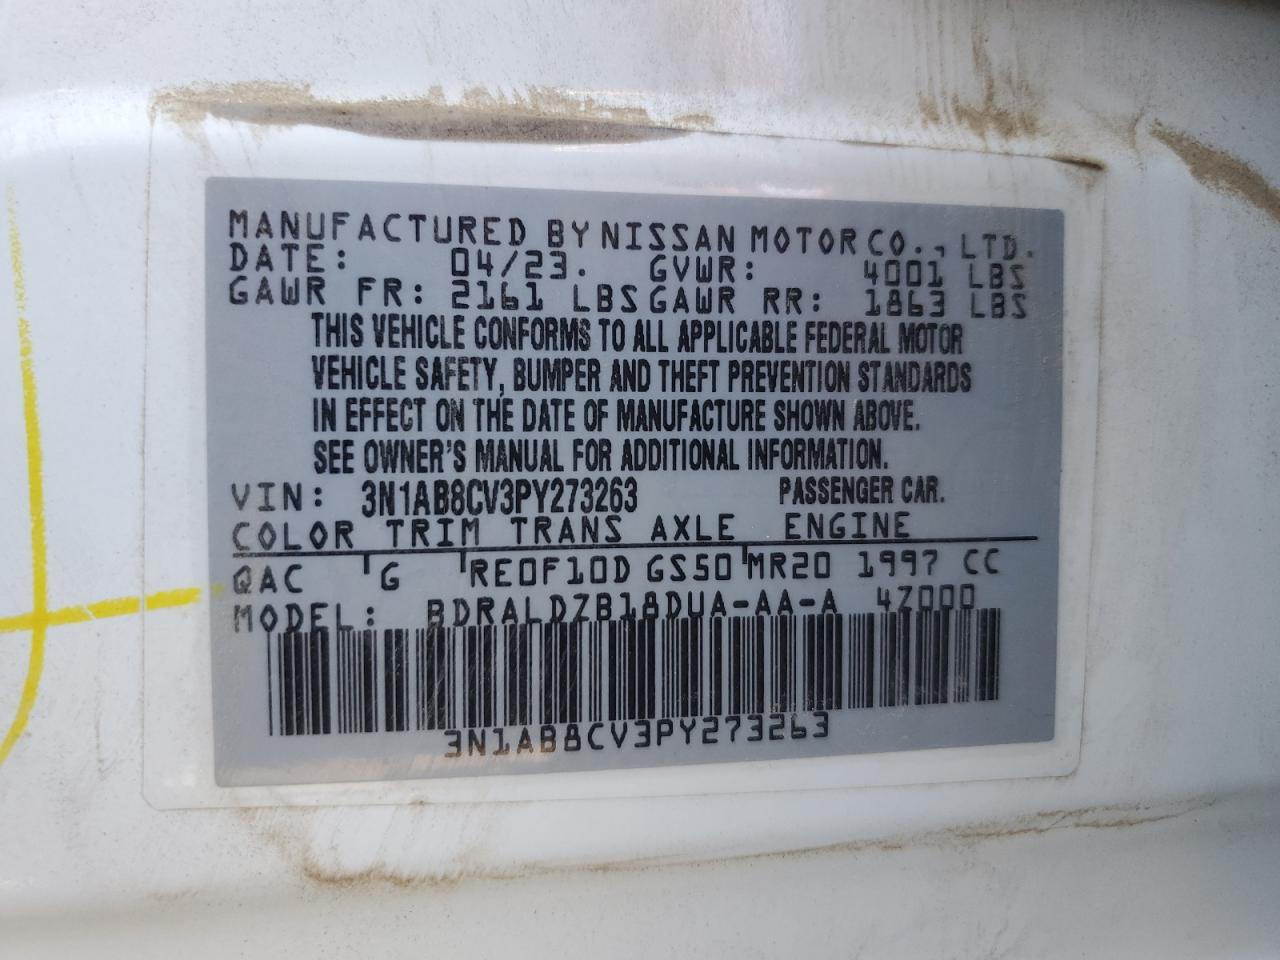 MANUFACTURED BY NISSAN MOTOR CO., LTD.
DATE: 04/23. GVWR: 4001 LBS
GAWR FR: 2161 LBS GAWR RR: 1863 LBS
THIS VEHICLE CONFORMS TO ALL APPLICABLE FEDERAL MOTOR
VEHICLE SAFETY, BUMPER AND THEFT PREVENTION STANDARDS
IN EFFECT ON THE DATE OF MANUFACTURE SHOWN ABOVE.
SEE OWNER'S MANUAL FOR ADDITIONAL INFORMATION.
VIN: 3N1AB8CV3PY273263 PASSENGER CAR.
COLOR TRIM TRANS AXLE ENGINE
QAC G RE0F10D GS50 MR20 1997 CC
MODEL: BDRALDZB18DUA-AA-A 4Z000
3N1AB8CV3PY273263